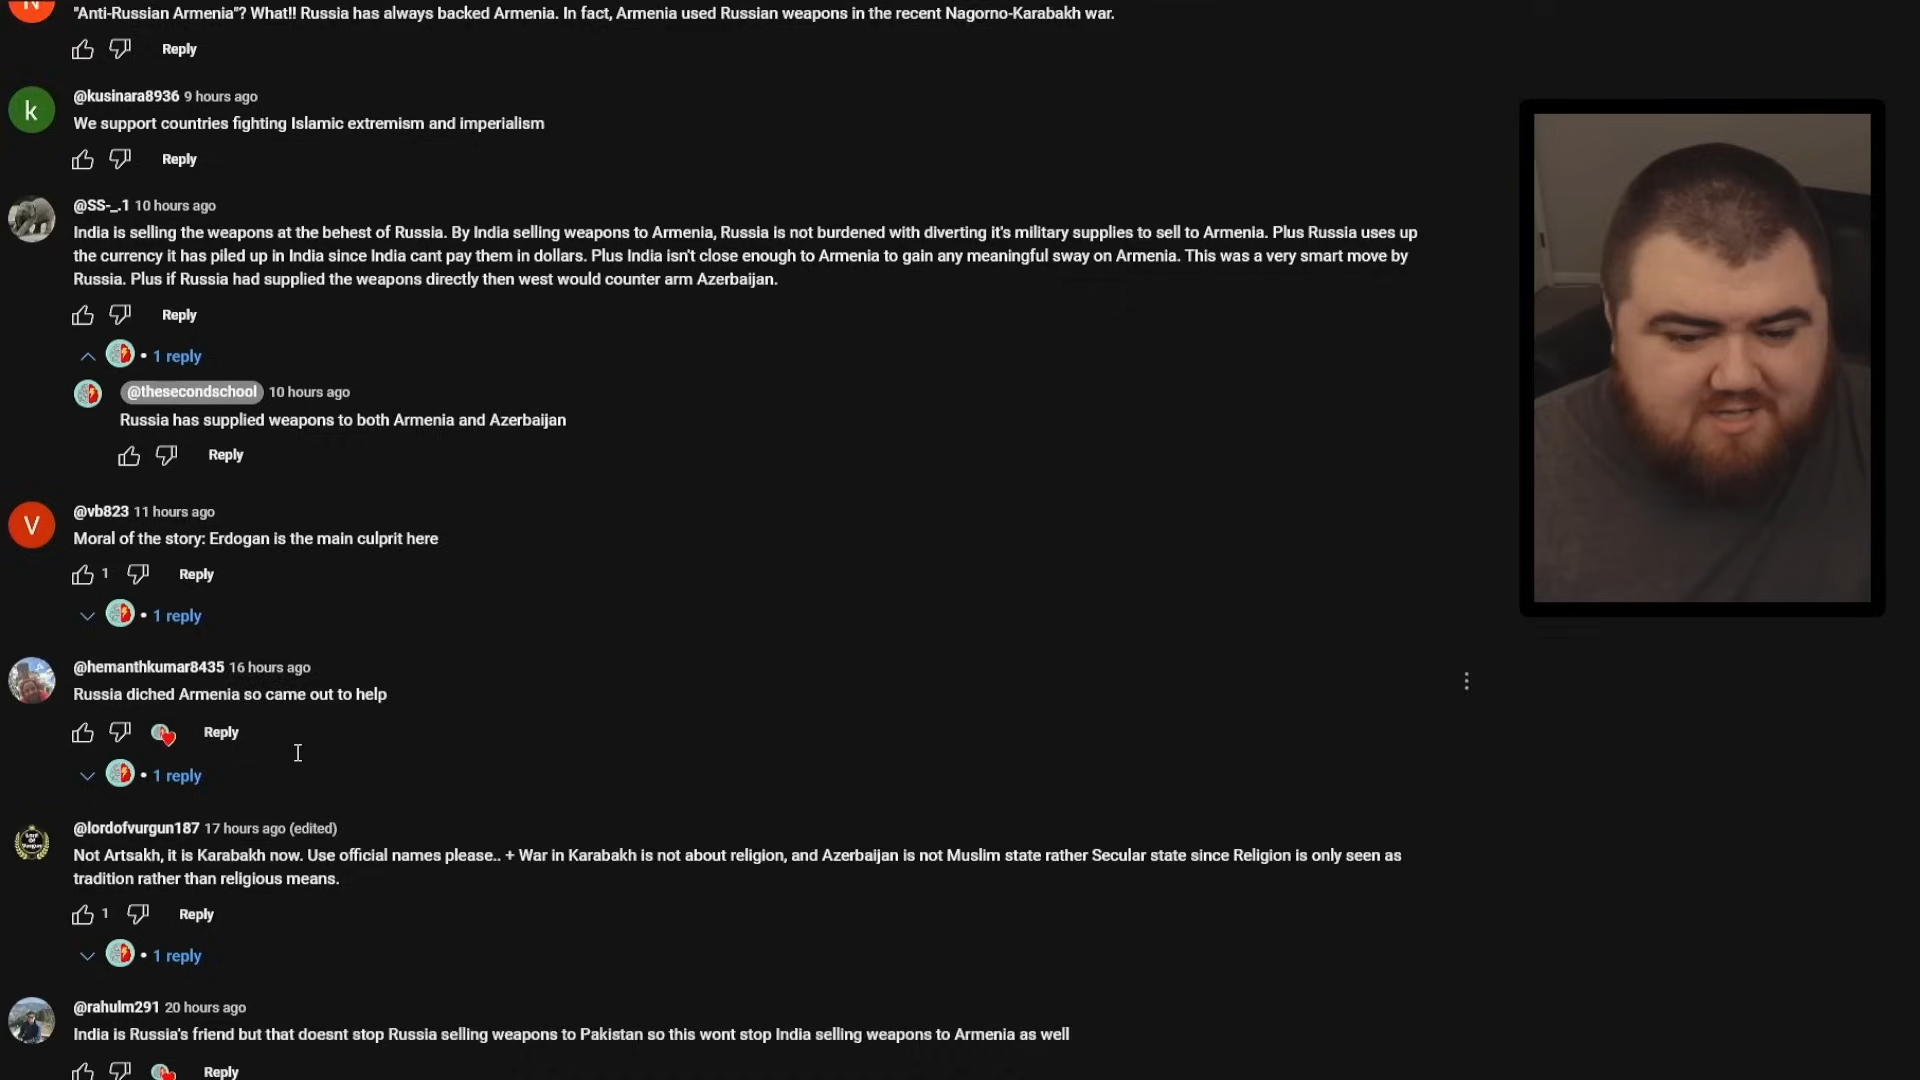 N
"Anti-Russian Armenia"? What!! Russia has always backed Armenia. In fact, Armenia used Russian weapons in the recent Nagorno-Karabakh war.
Reply
k
@kusinara8936 9 hours ago
We support countries fighting Islamic extremism and imperialism
Reply
@SS-_.1 10 hours ago
India is selling the weapons at the behest of Russia. By India selling weapons to Armenia, Russia is not burdened with diverting it's military supplies to sell to Armenia. Plus Russia uses up
the currency it has piled up in India since India cant pay them in dollars. Plus India isn't close enough to Armenia to gain any meaningful sway on Armenia. This was a very smart move by
Russia. Plus if Russia had supplied the weapons directly then west would counter arm Azerbaijan.
Reply
• 1 reply
@thesecondschool 10 hours ago
Russia has supplied weapons to both Armenia and Azerbaijan
Reply
V
@vb823 11 hours ago
Moral of the story: Erdogan is the main culprit here
1 Reply
• 1 reply
@hemanthkumar8435 16 hours ago
Russia diched Armenia so came out to help
Reply
• 1 reply
@lordofvurgun187 17 hours ago (edited)
Not Artsakh, it is Karabakh now. Use official names please.. + War in Karabakh is not about religion, and Azerbaijan is not Muslim state rather Secular state since Religion is only seen as
tradition rather than religious means.
1 Reply
• 1 reply
@rahulm291 20 hours ago
India is Russia's friend but that doesnt stop Russia selling weapons to Pakistan so this wont stop India selling weapons to Armenia as well
Reply